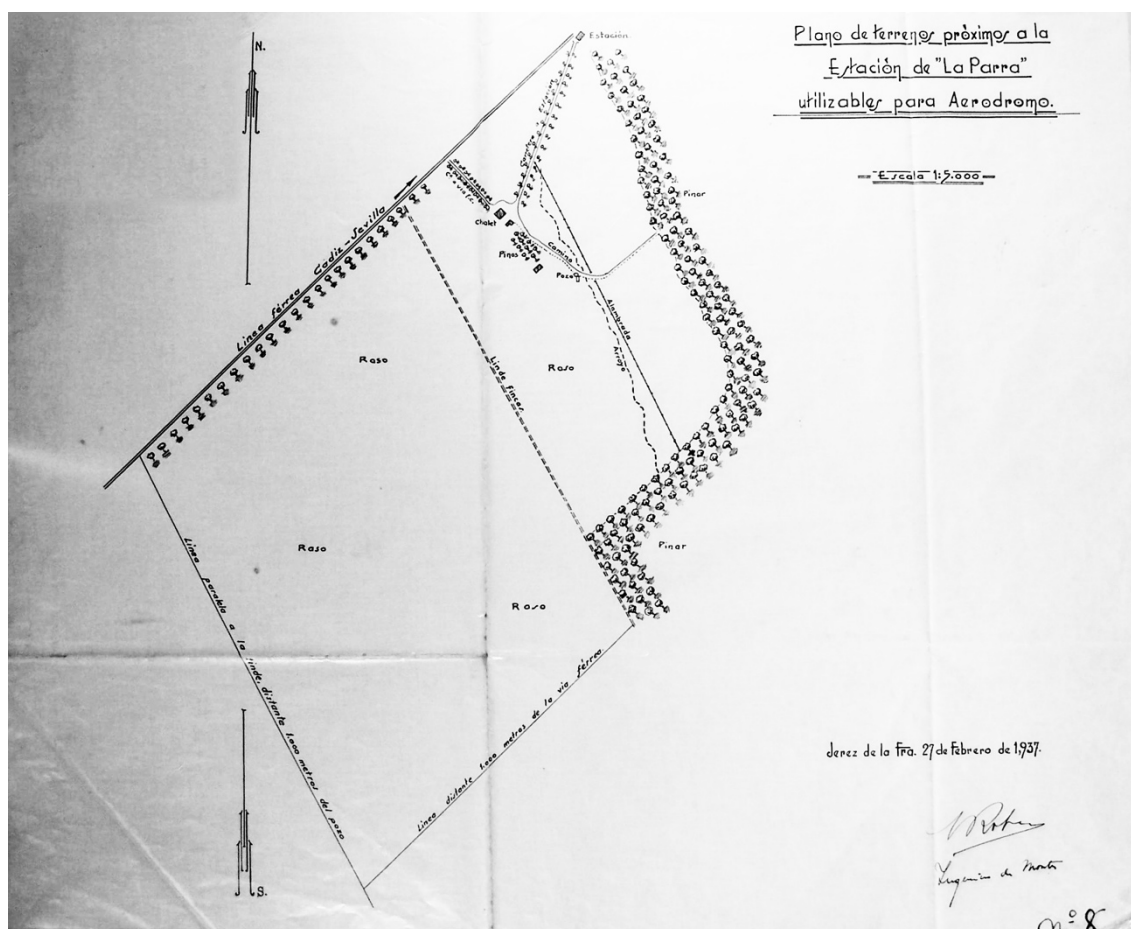 Plano de terrenos próximos a la
Estación de "La Parra"
utilizables para Aerodromo.
Escala 1:5.000
N.
Estación.
Pinar
Chalet
Pinos
Camino
Pozo
Linea férrea Cadiz-Sevilla
Alambrada
Arroyo
Raso
Raso
Linde fincas
Raso
Raso
Pinar
Linea paralela a la linde, distante 1.000 metros del pozo
Linea distante 1.000 metros de la via férrea
S.
Jerez de la Fra. 27 de Febrero de 1,937.
Ingeniero de Montes
Nº 8